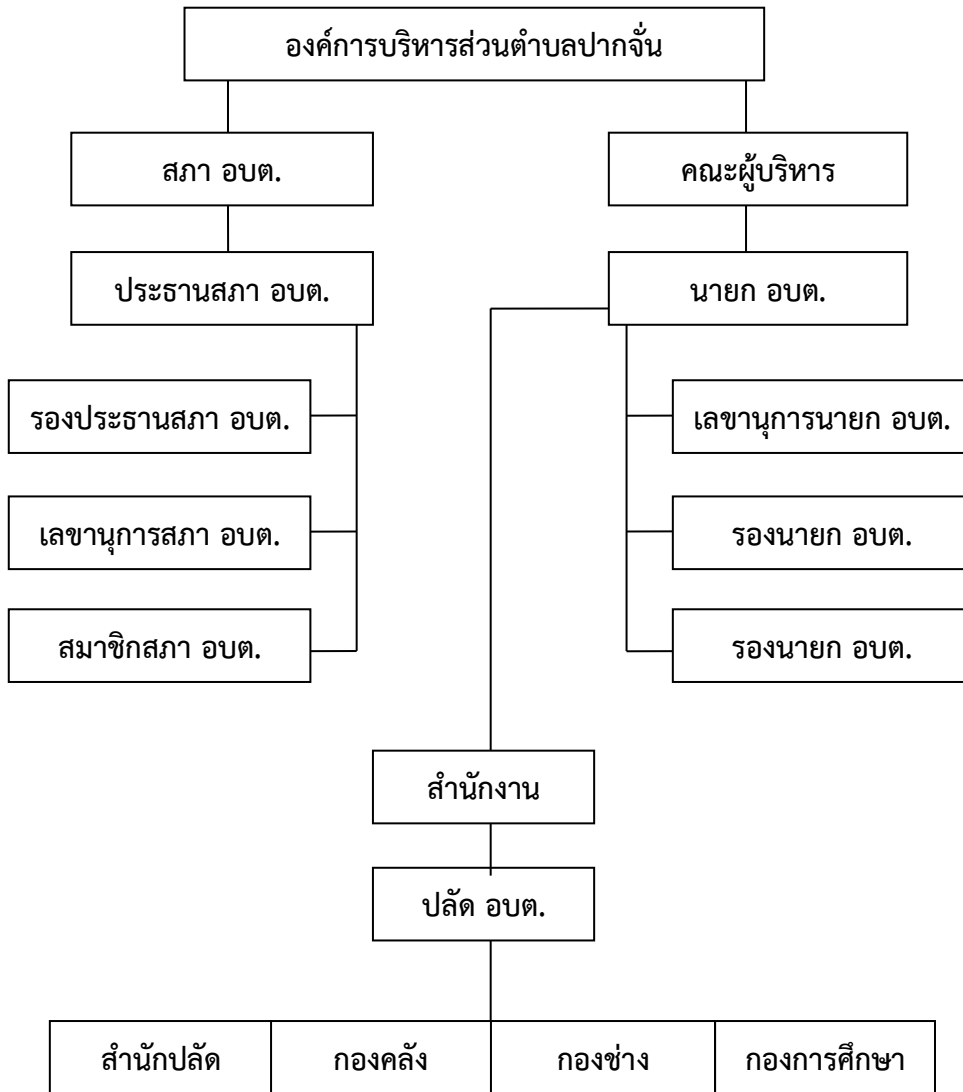 องค์การบริหารส่วนตำบลปากจั่น
สภา อบต.
คณะผู้บริหาร
ประธานสภา อบต.
นายก อบต.
รองประธานสภา อบต.
เลขานุการนายก อบต.
เลขานุการสภา อบต.
รองนายก อบต.
สมาชิกสภา อบต.
รองนายก อบต.
สำนักงาน
ปลัด อบต.
สำนักปลัด
กองคลัง
กองช่าง
กองการศึกษา